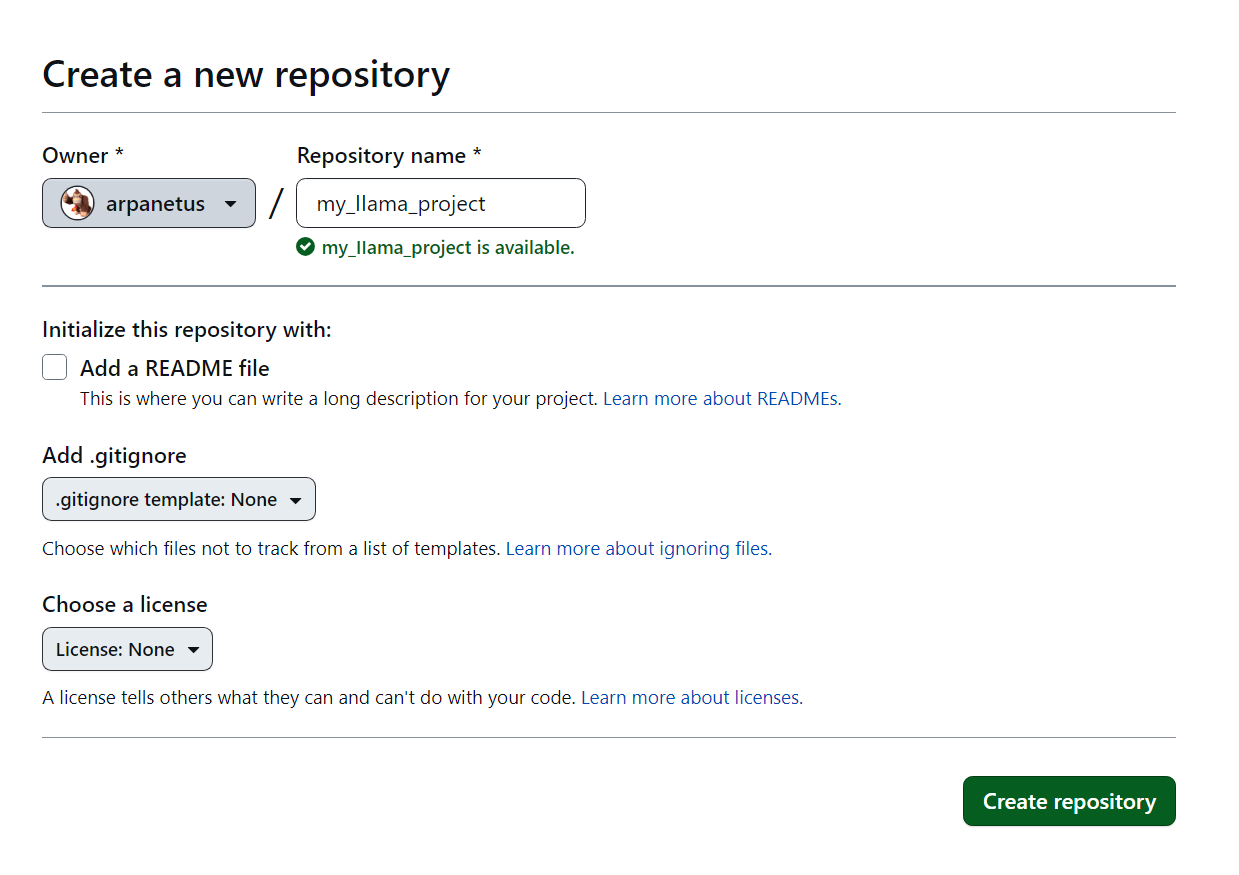 Create a new repository
Owner * Repository name *
arpanetus / my_llama_project
my_llama_project is available.
Initialize this repository with:
Add a README file
This is where you can write a long description for your project. Learn more about READMEs.
Add .gitignore
.gitignore template: None
Choose which files not to track from a list of templates. Learn more about ignoring files.
Choose a license
License: None
A license tells others what they can and can't do with your code. Learn more about licenses.
Create repository